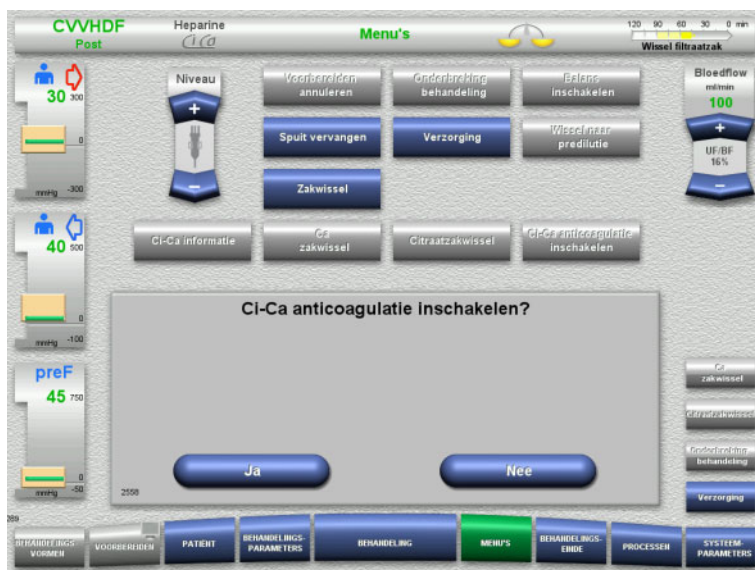 CVVHDF
Post
Heparine
Ci Ca
Menu's
120 90 60 30 0 min
Wissel filtraatzak
30
300
0
-300
mmHg
Niveau
+
−
Voorbereiden
annuleren
Onderbreking
behandeling
Balans
inschakelen
Spuit vervangen
Verzorging
Wissel naar
predilutie
Zakwissel
Bloedflow
ml/min
100
+
UF/BF
16%
−
40
500
0
-100
mmHg
Ci-Ca informatie
Ca
zakwissel
Citraatzakwissel
Ci-Ca anticoagulatie
inschakelen
Ci-Ca anticoagulatie inschakelen?
Ja
Nee
2558
preF
45
750
0
-50
mmHg
Ca
zakwissel
Citraatzakwissel
Onderbreking
behandeling
Verzorging
BEHANDELINGS-
VORMEN
VOORBEREIDEN
PATIËNT
BEHANDELINGS-
PARAMETERS
BEHANDELING
MENU'S
BEHANDELINGS-
EINDE
PROCESSEN
SYSTEEM-
PARAMETERS